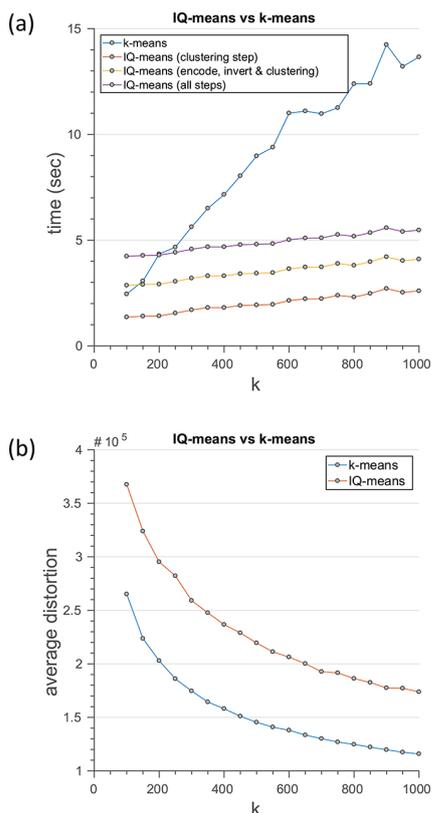 (a)
IQ-means vs k-means
k-means
IQ-means (clustering step)
IQ-means (encode, invert & clustering)
IQ-means (all steps)
15
10
5
0
time (sec)
0 200 400 600 800 1000
k
(b)
# 10 5
IQ-means vs k-means
k-means
IQ-means
4
3.5
3
2.5
2
1.5
1
average distortion
0 200 400 600 800 1000
k